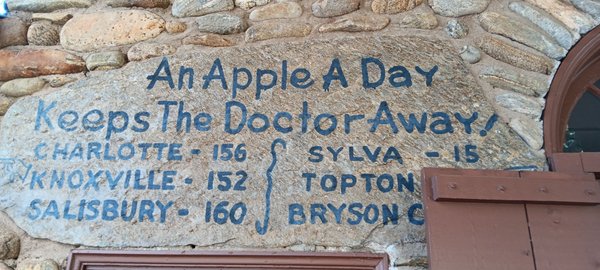 An Apple A Day
Keeps The Doctor Away!
CHARLOTTE - 156 SYLVA - 15
KNOXVILLE - 152 TOPTON
SALISBURY - 160 BRYSON C